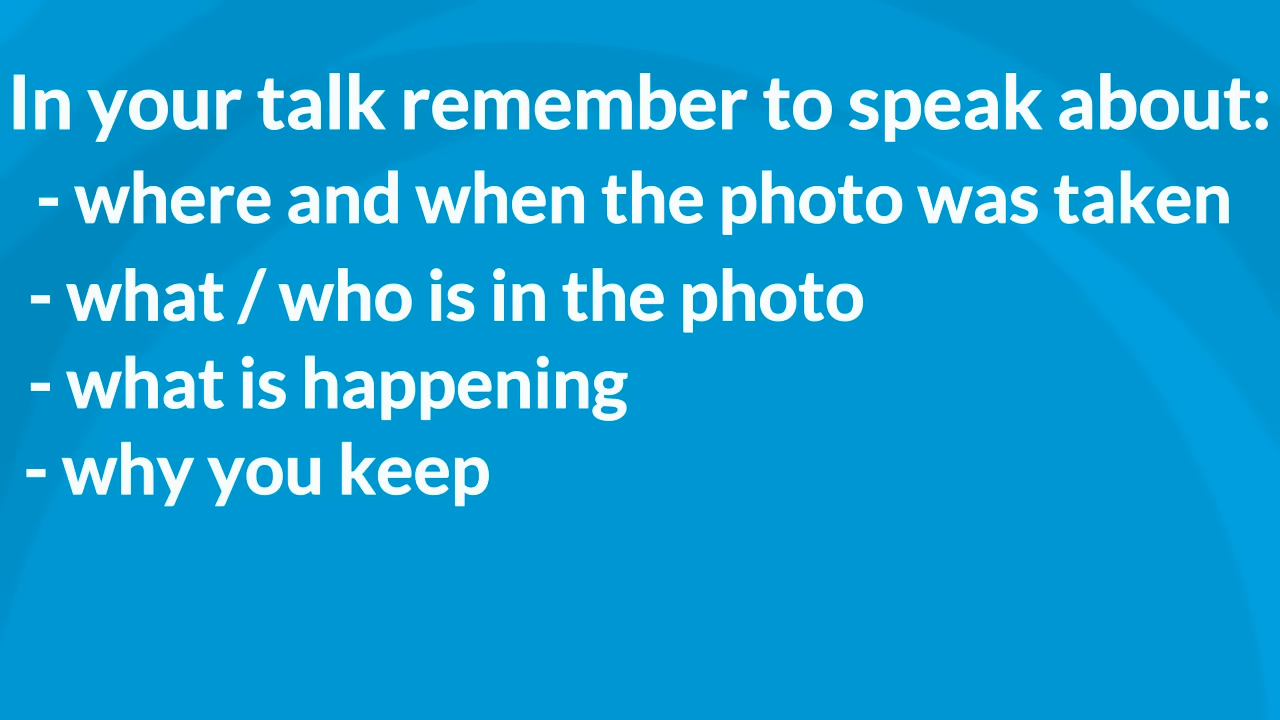 In your talk remember to speak about:
- where and when the photo was taken
- what / who is in the photo
- what is happening
- why you keep